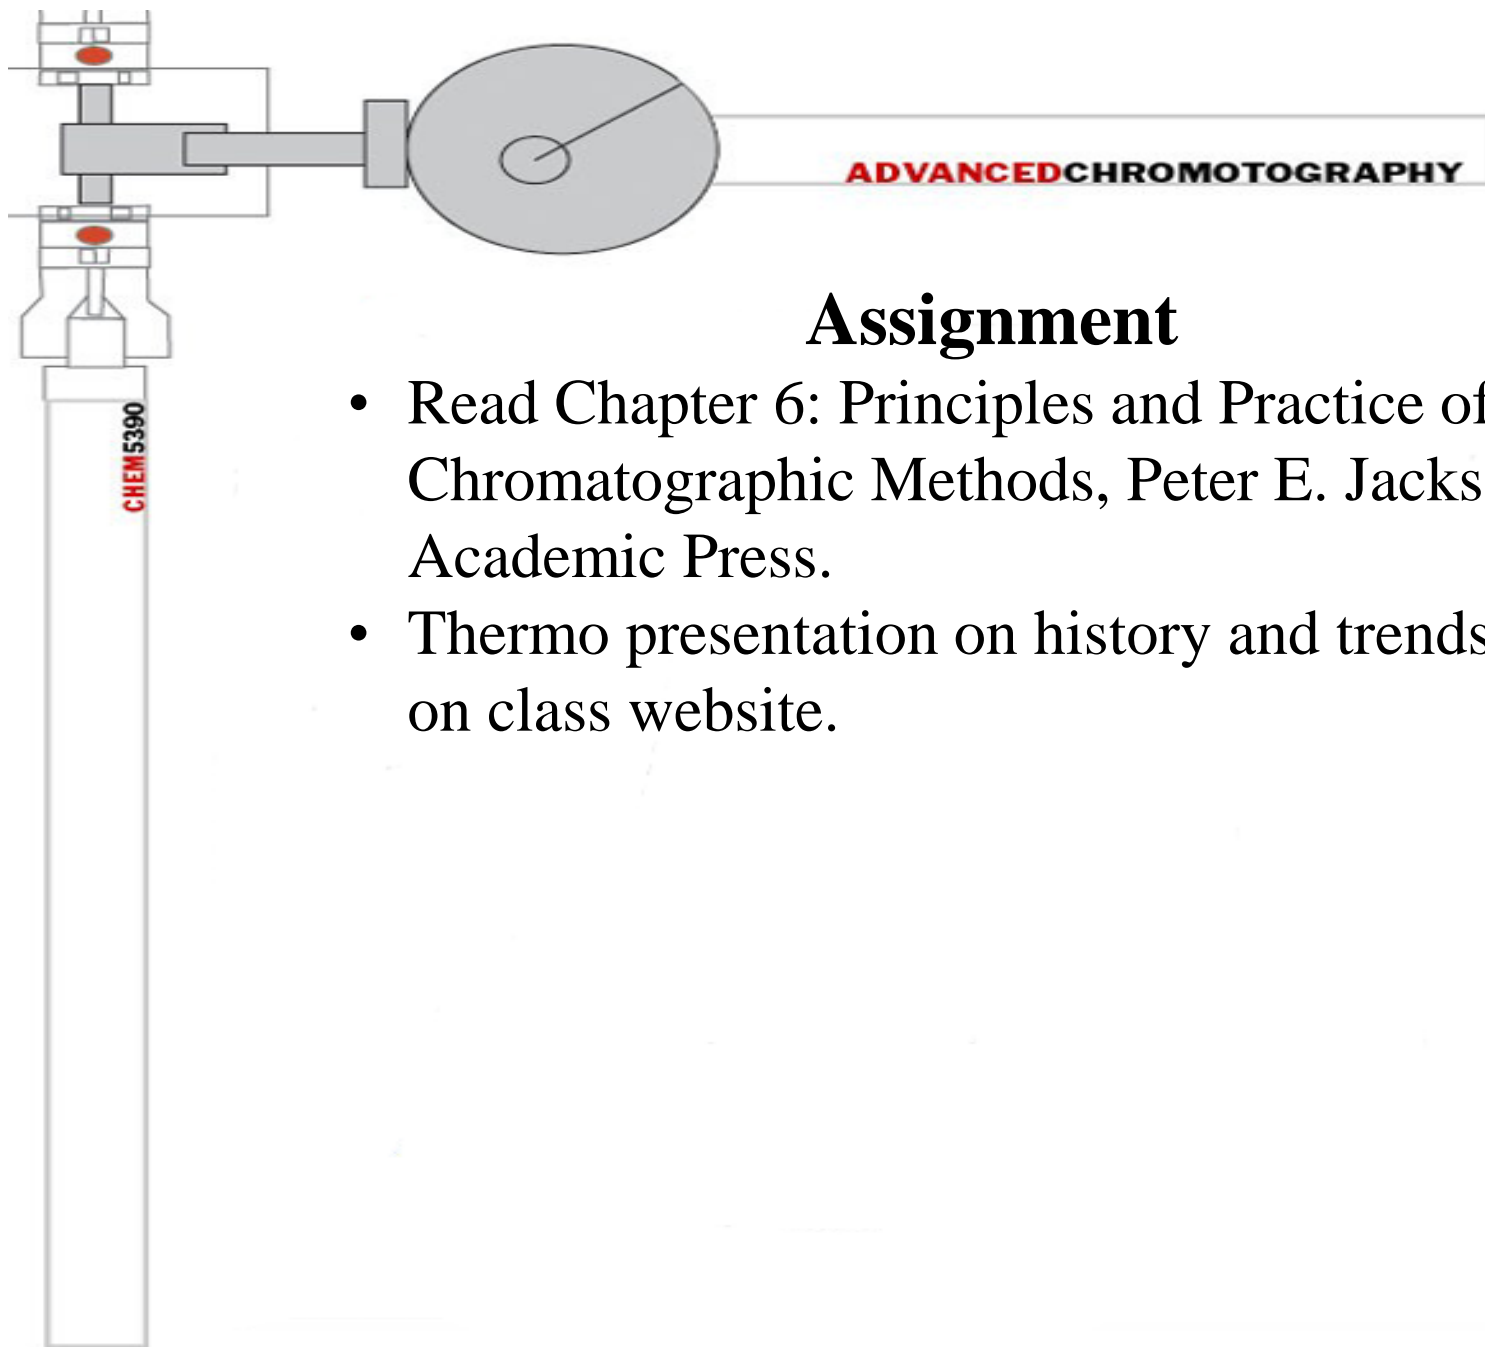 ADVANCEDCHROMOTOGRAPHY
Assignment
• Read Chapter 6: Principles and Practice of
Chromatographic Methods, Peter E. Jacks
Academic Press.
• Thermo presentation on history and trends
on class website.
CHEM5390